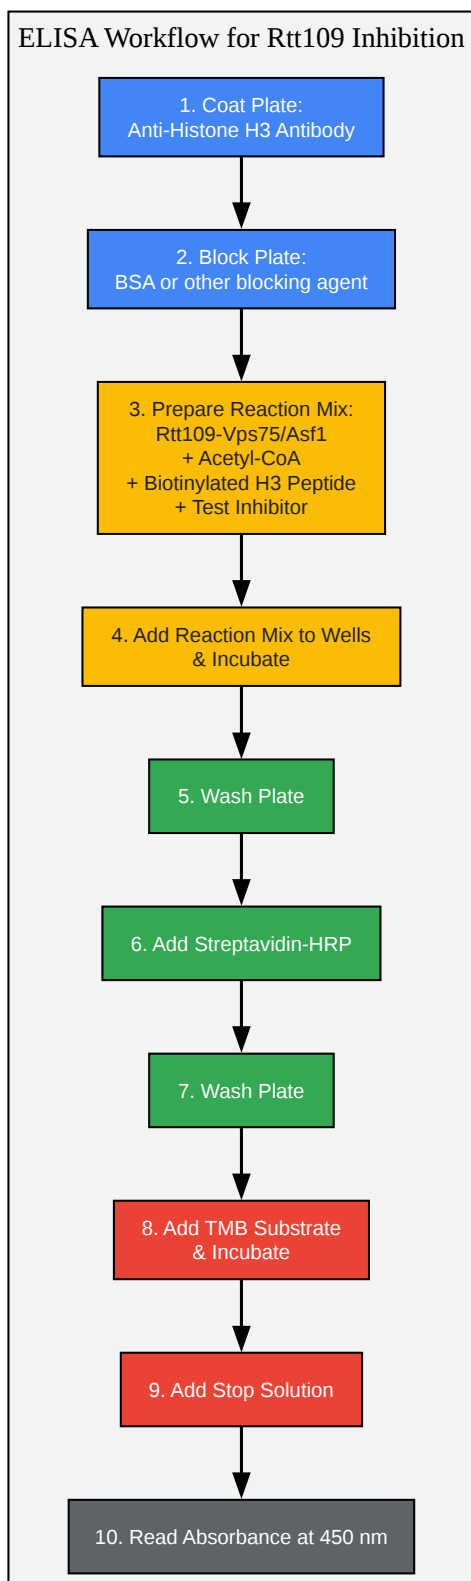 ELISA Workflow for Rtt109 Inhibition
1. Coat Plate:
Anti-Histone H3 Antibody
2. Block Plate:
BSA or other blocking agent
3. Prepare Reaction Mix:
Rtt109-Vps75/Asf1
+ Acetyl-CoA
+ Biotinylated H3 Peptide
+ Test Inhibitor
4. Add Reaction Mix to Wells
& Incubate
5. Wash Plate
6. Add Streptavidin-HRP
7. Wash Plate
8. Add TMB Substrate
& Incubate
9. Add Stop Solution
10. Read Absorbance at 450 nm